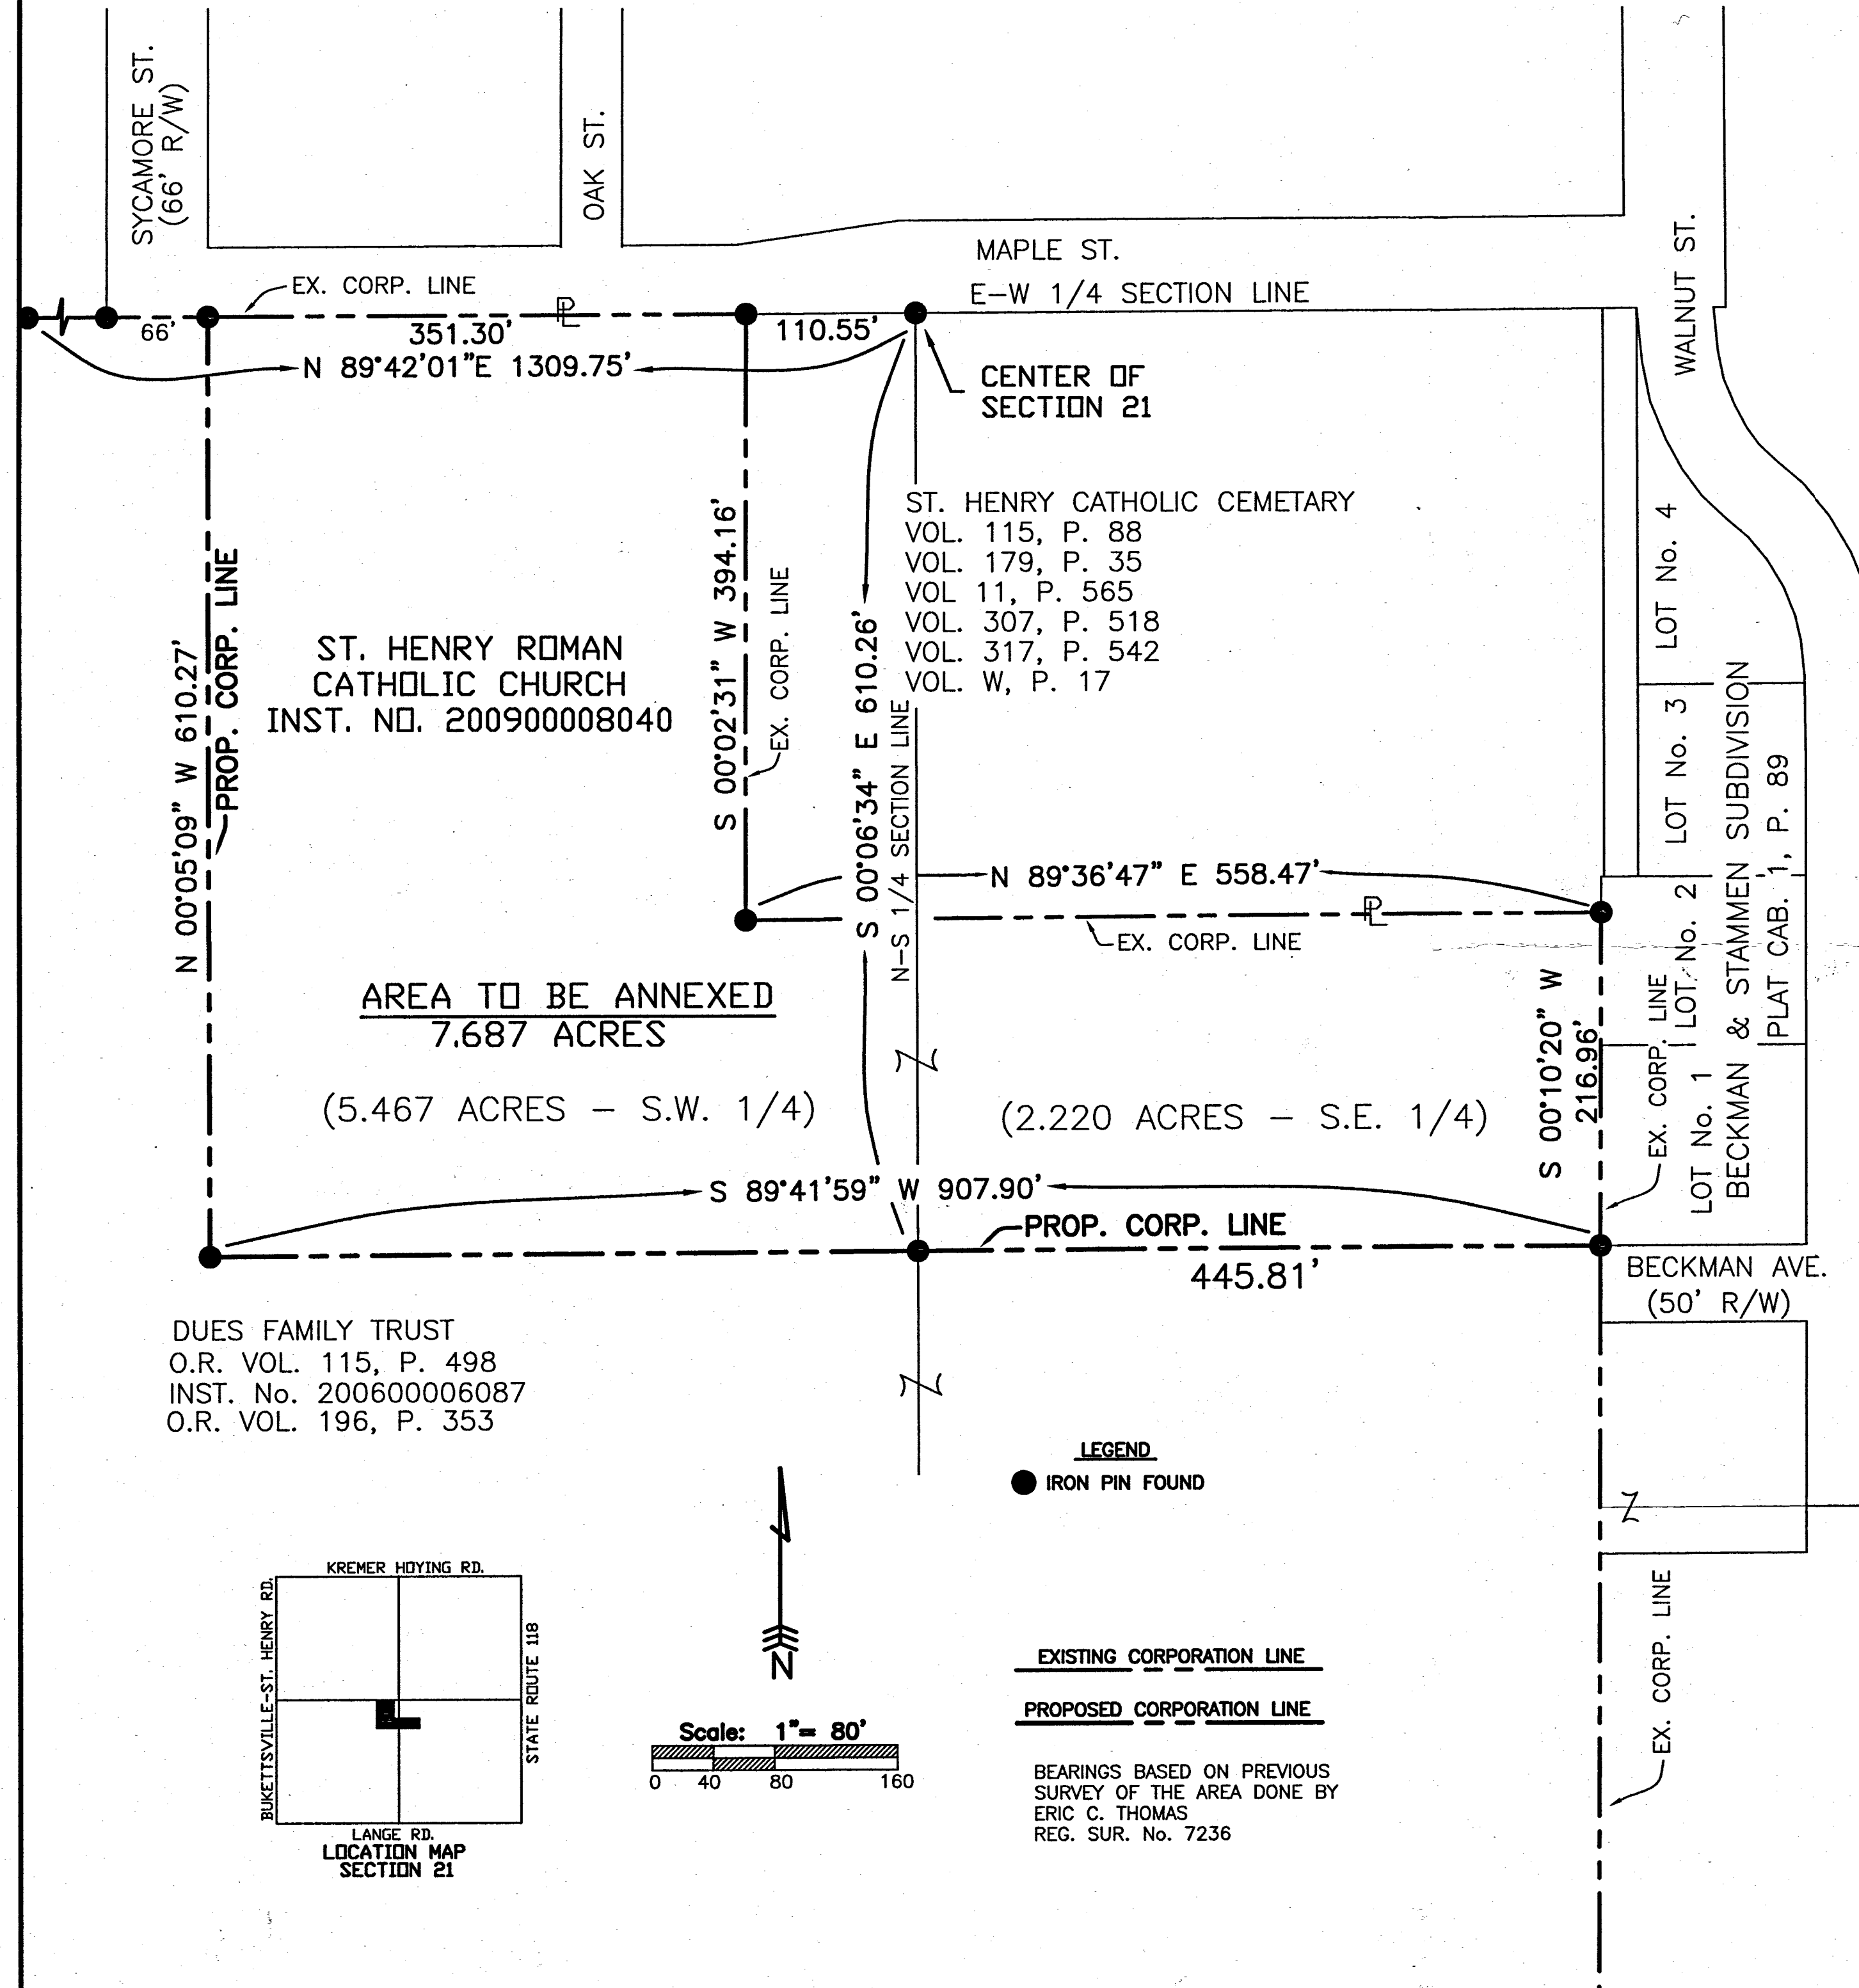 SYCAMORE ST.
(66' R/W)
OAK ST.
MAPLE ST.
E-W 1/4 SECTION LINE
WALNUT ST.
EX. CORP. LINE
PL
66'
351.30'
110.55'
N 89°42'01"E 1309.75'
CENTER OF
SECTION 21
ST. HENRY CATHOLIC CEMETARY
VOL. 115, P. 88
VOL. 179, P. 35
VOL 11, P. 565
VOL. 307, P. 518
VOL. 317, P. 542
VOL. W, P. 17
N 00°05'09" W 610.27'
PROP. CORP. LINE
ST. HENRY ROMAN
CATHOLIC CHURCH
INST. NO. 200900008040
S 00°02'31" W 394.16'
EX. CORP. LINE
S 00°06'34" E 610.26'
N-S 1/4 SECTION LINE
LOT No. 4
LOT No. 3
LOT No. 2
LOT No. 1
BECKMAN & STAMMEN SUBDIVISION
PLAT CAB. 1, P. 89
N 89°36'47" E 558.47'
PL
EX. CORP. LINE
AREA TO BE ANNEXED
7.687 ACRES
(5.467 ACRES - S.W. 1/4)
(2.220 ACRES - S.E. 1/4)
S 00°10'20" W
216.96'
EX. CORP. LINE
S 89°41'59" W 907.90'
PROP. CORP. LINE
445.81'
BECKMAN AVE.
(50' R/W)
DUES FAMILY TRUST
O.R. VOL. 115, P. 498
INST. No. 200600006087
O.R. VOL. 196, P. 353
LEGEND
IRON PIN FOUND
KREMER HOYING RD.
BUKETTSVILLE-ST. HENRY RD.
STATE ROUTE 118
LANGE RD.
LOCATION MAP
SECTION 21
N
Scale: 1"= 80'
0 40 80 160
EXISTING CORPORATION LINE
PROPOSED CORPORATION LINE
EX. CORP. LINE
BEARINGS BASED ON PREVIOUS
SURVEY OF THE AREA DONE BY
ERIC C. THOMAS
REG. SUR. No. 7236